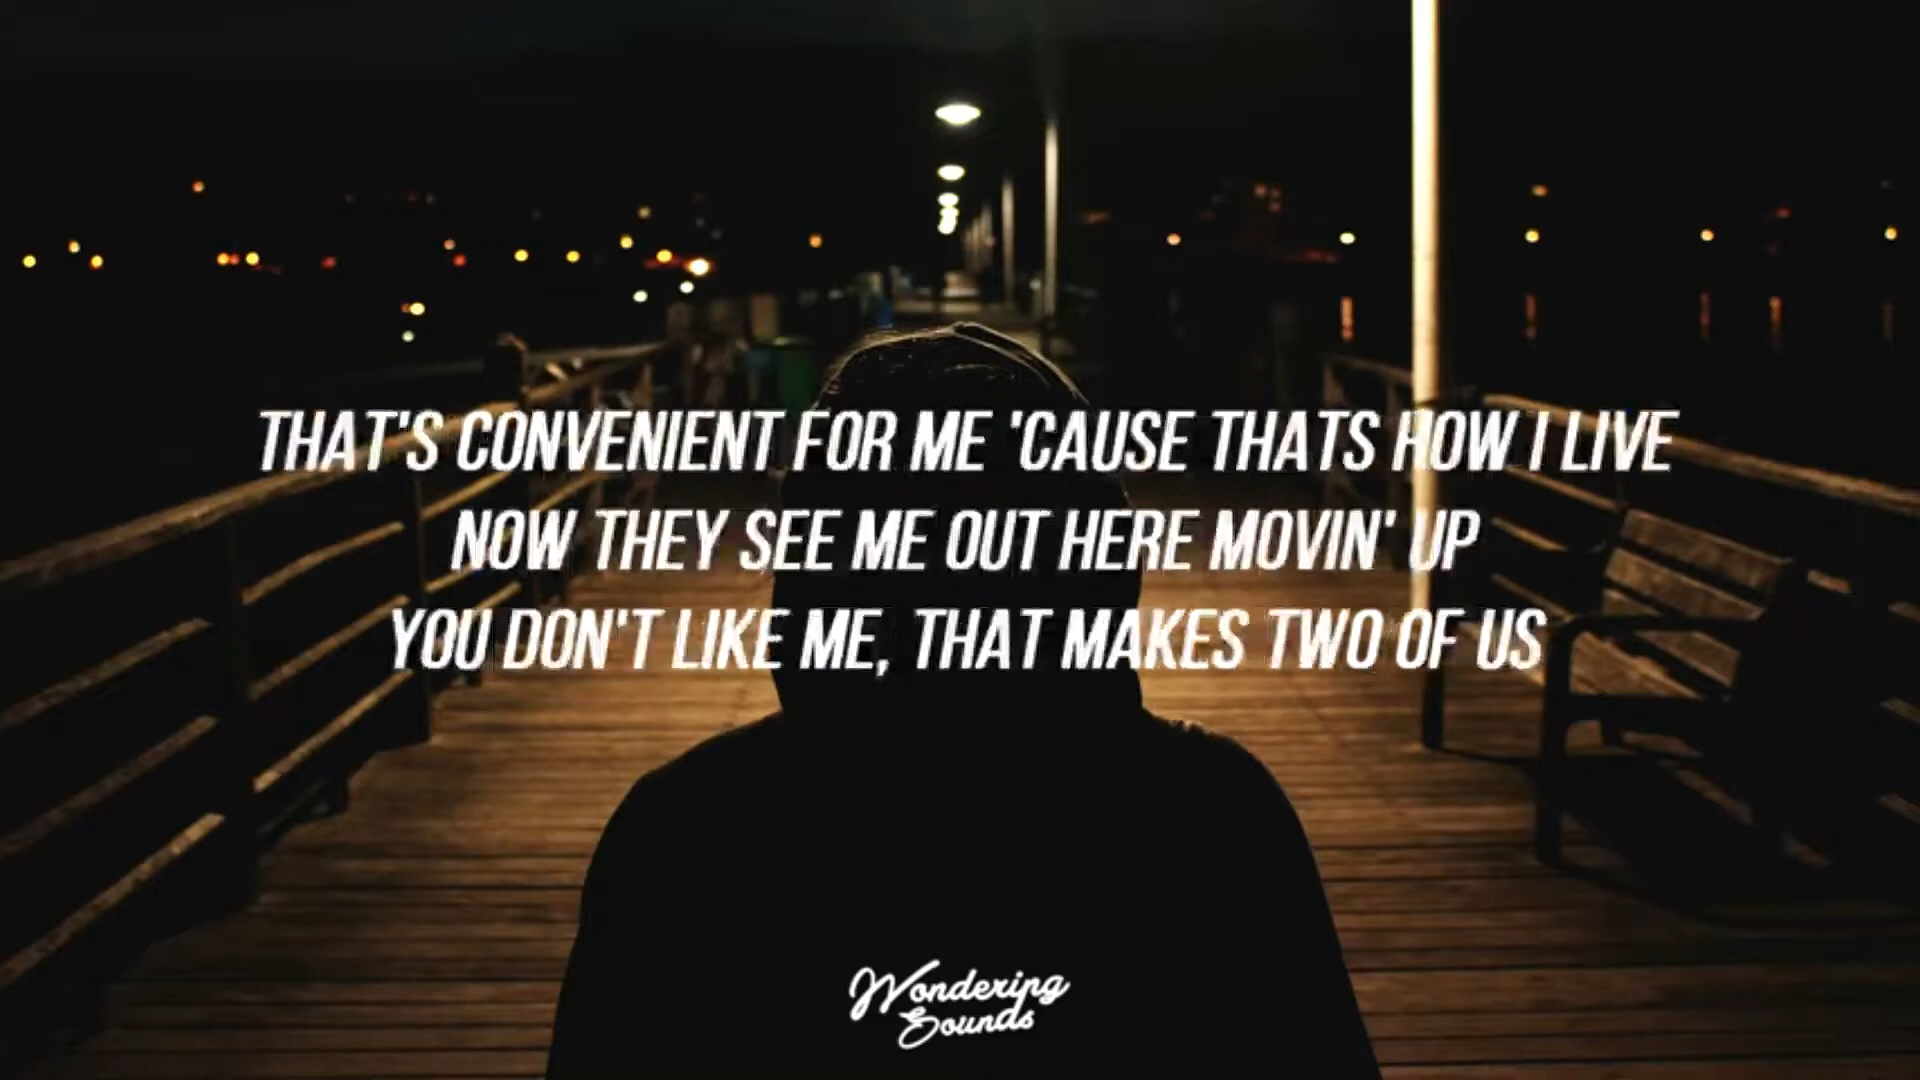 THAT'S CONVENIENT FOR ME 'CAUSE THATS HOW I LIVE
NOW THEY SEE ME OUT HERE MOVIN' UP
YOU DON'T LIKE ME, THAT MAKES TWO OF US
Wondering
Sounds